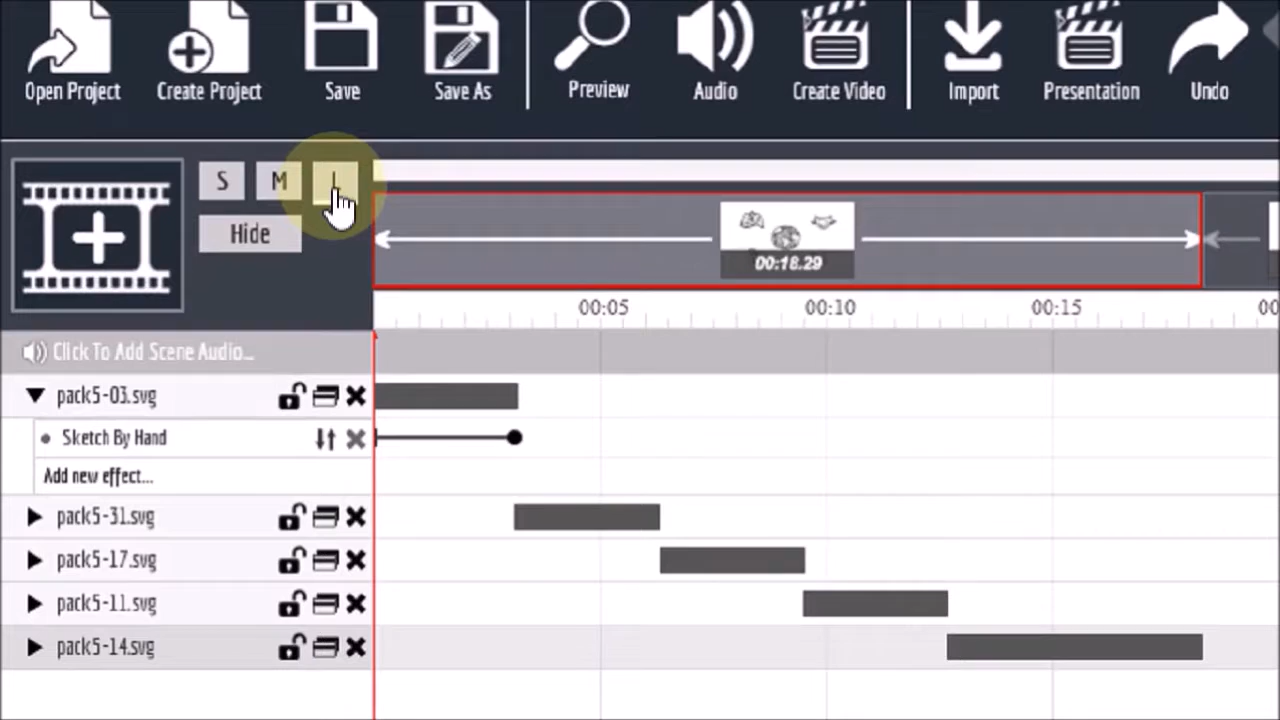 Open Project Create Project Save Save As Preview Audio Create Video Import Presentation Undo
S M L
Hide
00:18.29
00:05 00:10 00:15 00
Click To Add Scene Audio...
pack5-03.svg
Sketch By Hand
Add new effect...
pack5-31.svg
pack5-17.svg
pack5-11.svg
pack5-14.svg